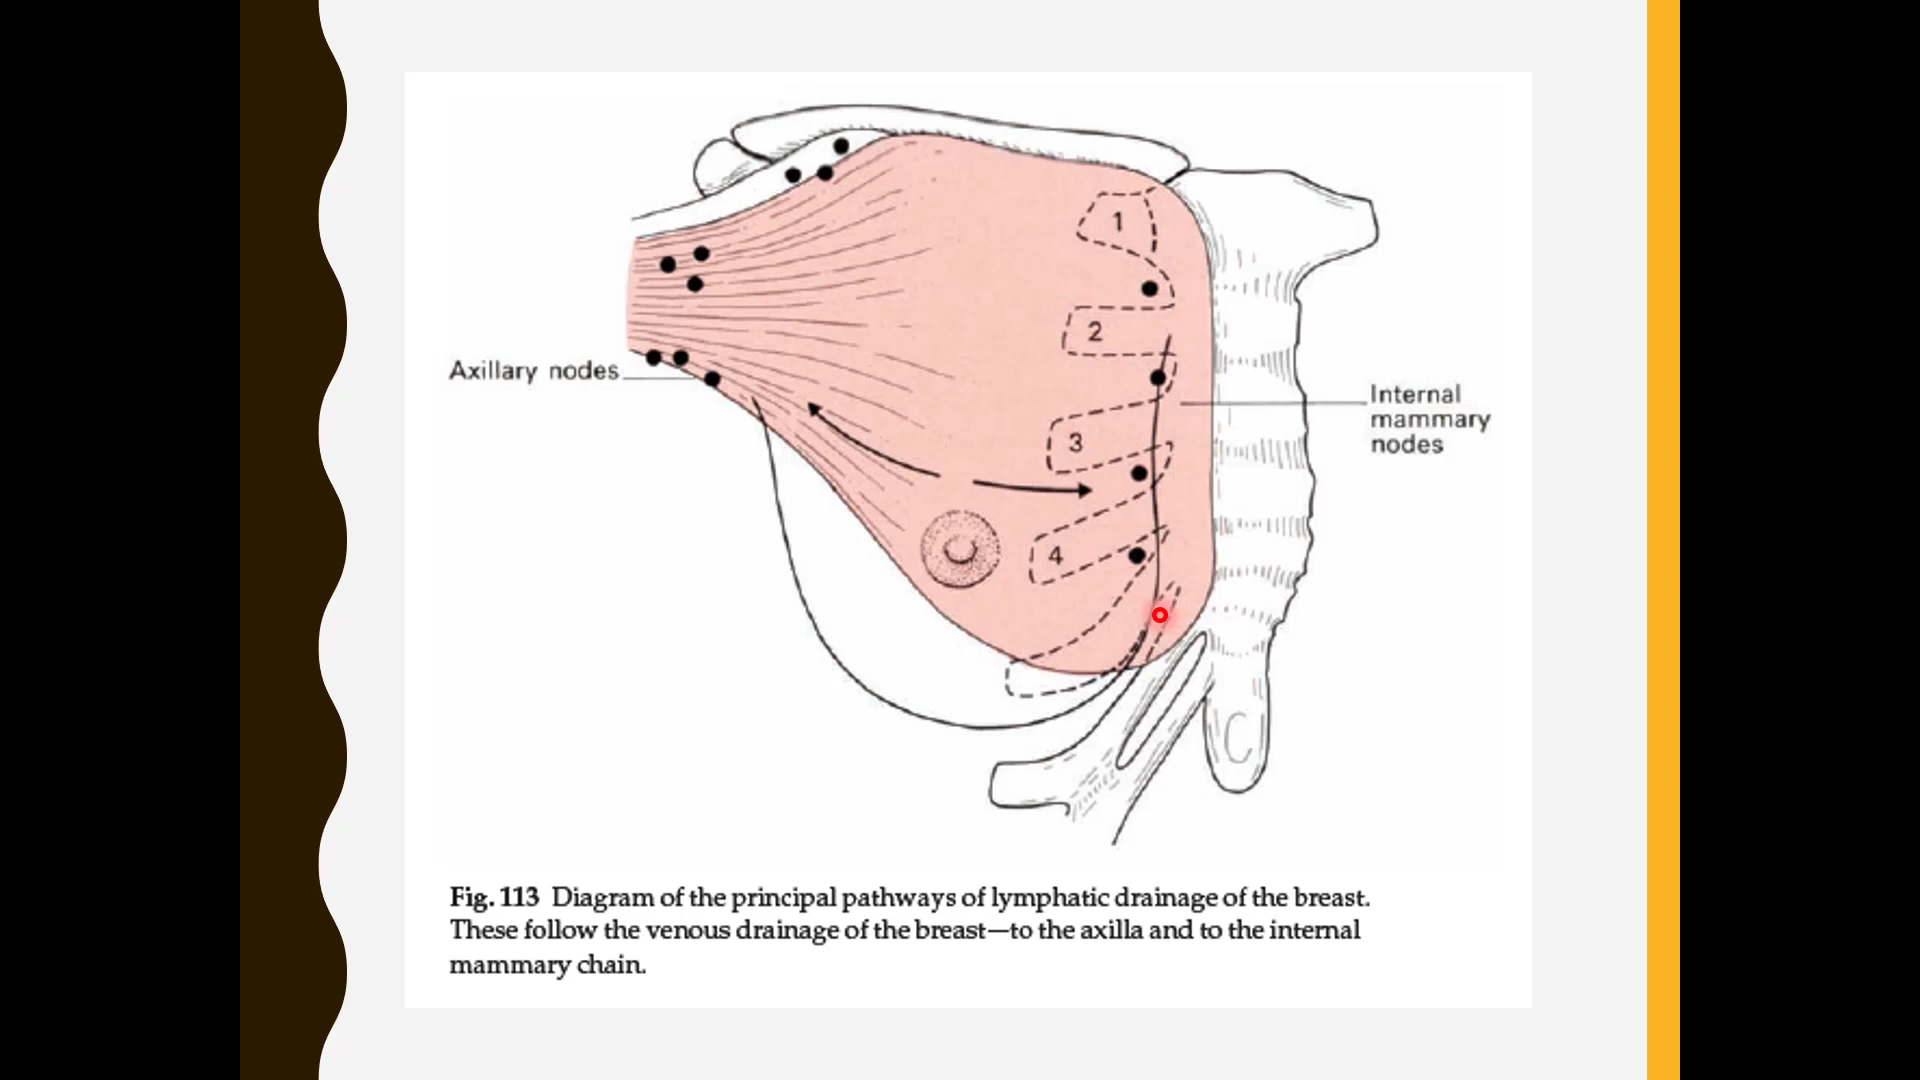 1
2
Axillary nodes
Internal
mammary
nodes
3
4
Fig. 113 Diagram of the principal pathways of lymphatic drainage of the breast.
These follow the venous drainage of the breast—to the axilla and to the internal
mammary chain.